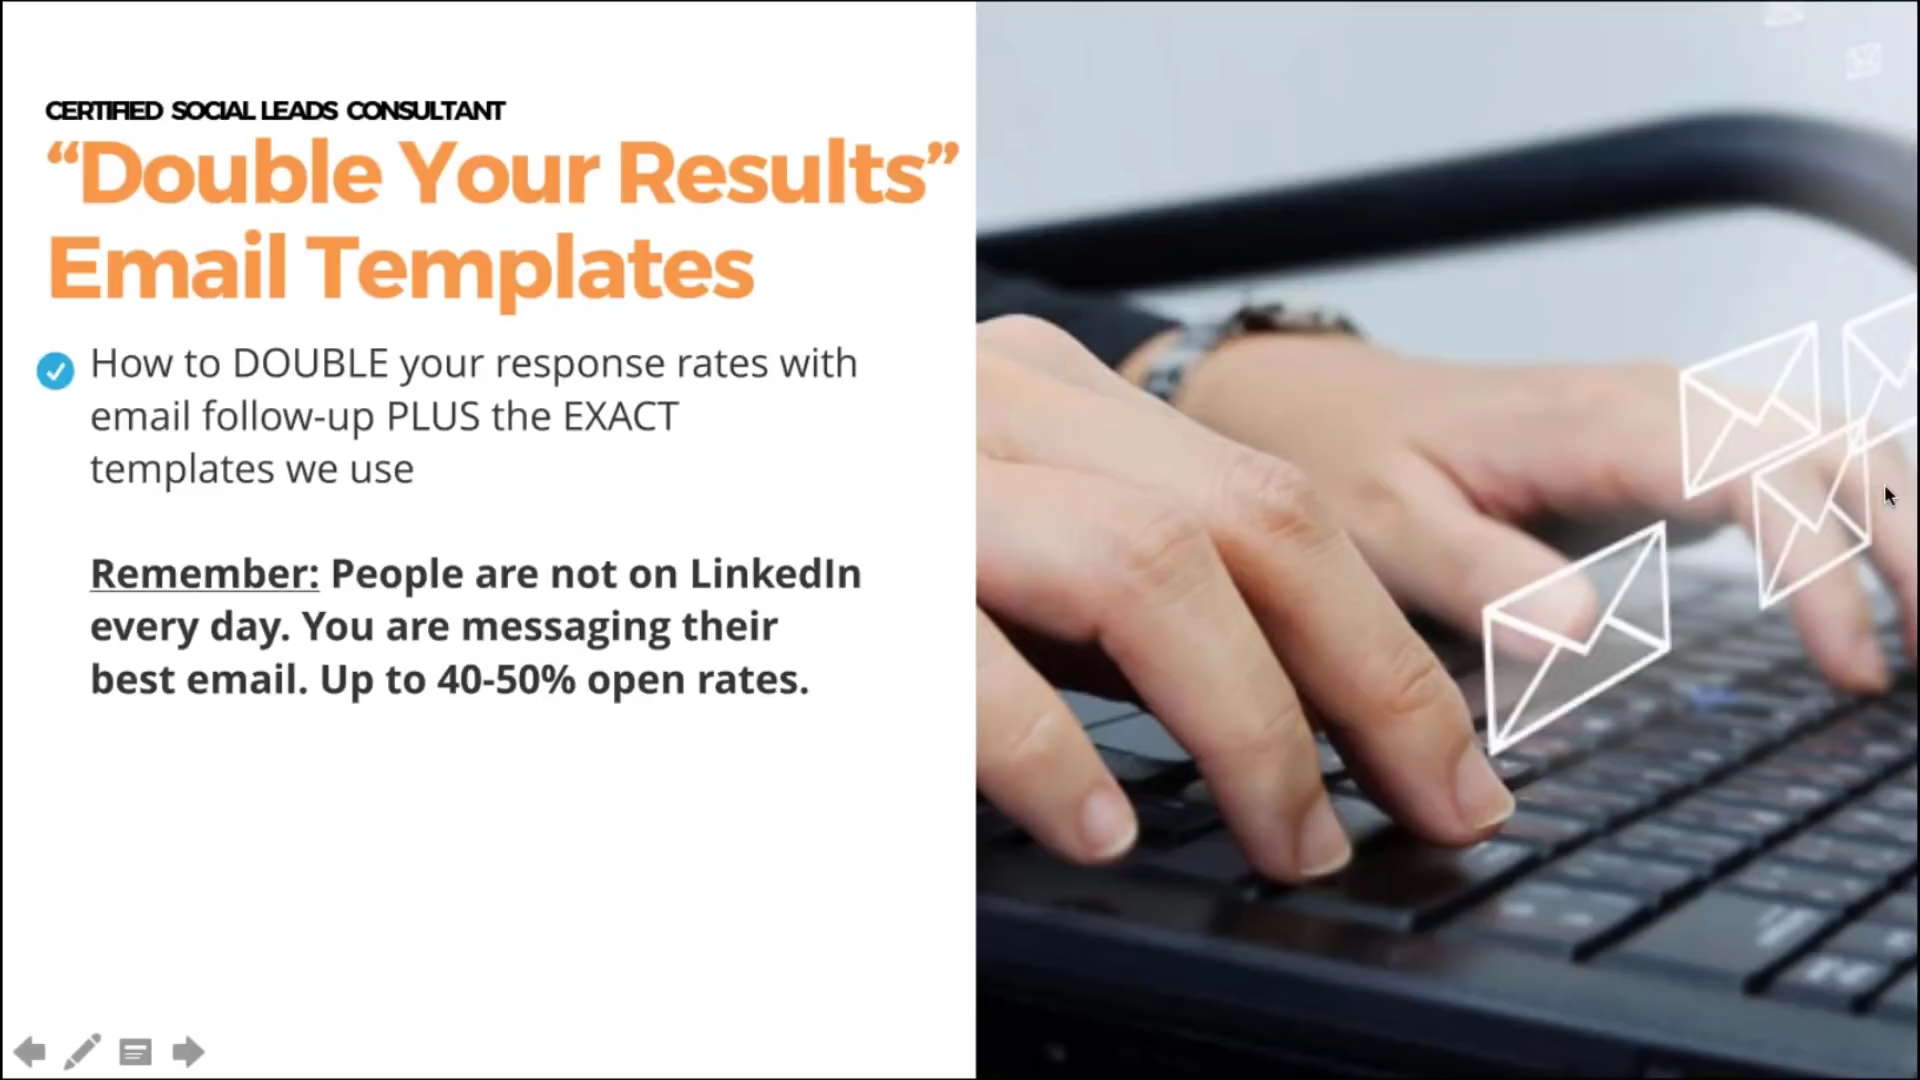 CERTIFIED SOCIAL LEADS CONSULTANT
“Double Your Results”
Email Templates
How to DOUBLE your response rates with
email follow-up PLUS the EXACT
templates we use
Remember: People are not on LinkedIn
every day. You are messaging their
best email. Up to 40-50% open rates.